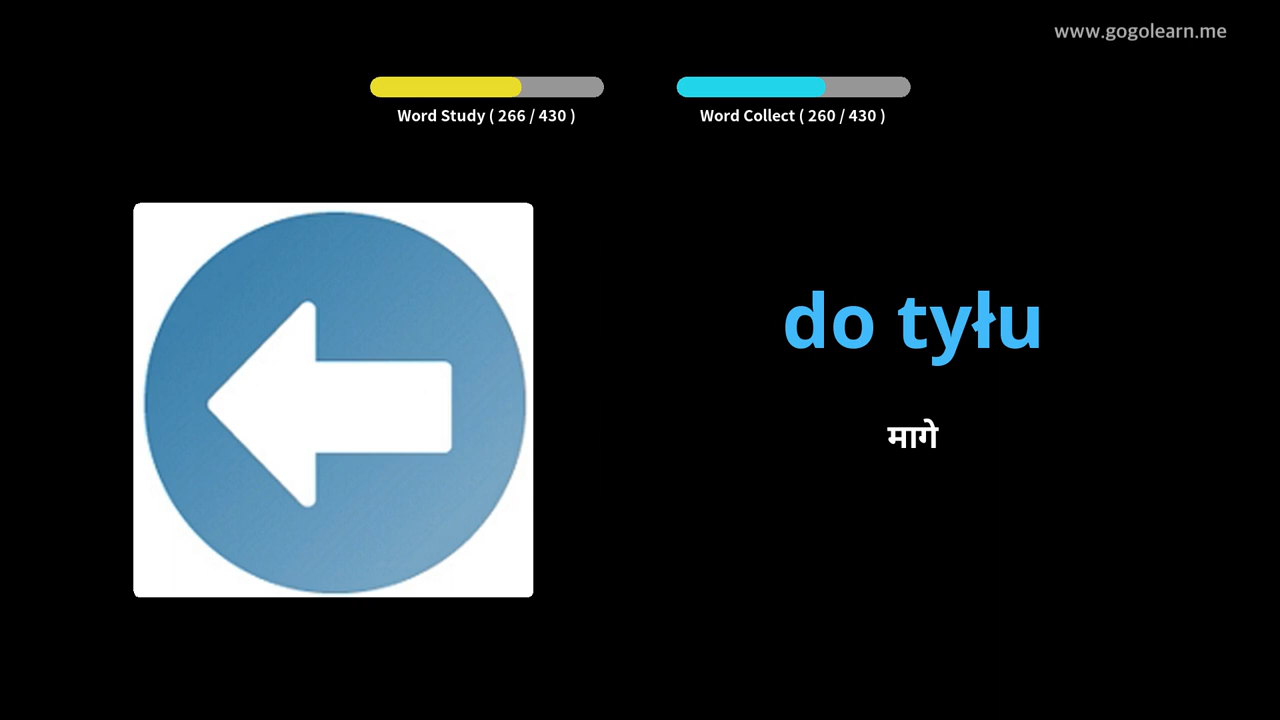 www.gogolearn.me
Word Study ( 266 / 430 )
Word Collect ( 260 / 430 )
do tyłu
मागे